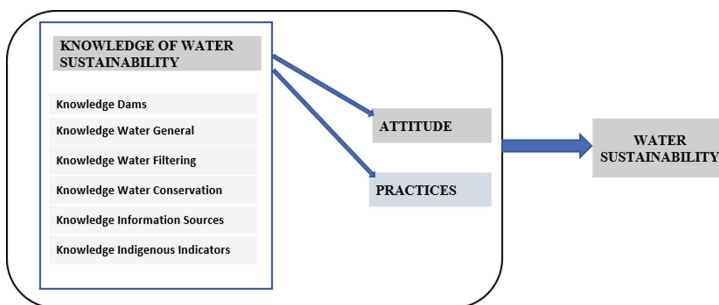 KNOWLEDGE OF WATER
SUSTAINABILITY
Knowledge Dams
Knowledge Water General
Knowledge Water Filtering
Knowledge Water Conservation
Knowledge Information Sources
Knowledge Indigenous Indicators
ATTITUDE
PRACTICES
WATER
SUSTAINABILITY